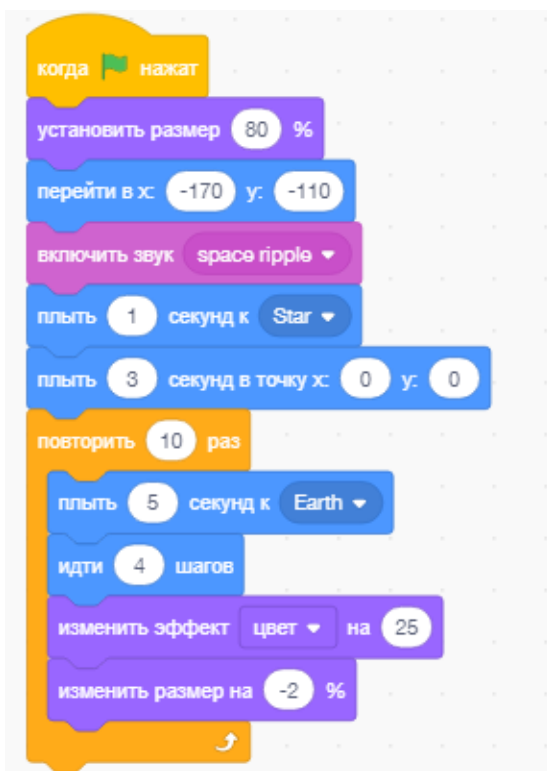 когда нажат
установить размер 80 %
перейти в x: -170 y: -110
включить звук space ripple
плыть 1 секунд к Star
плыть 3 секунд в точку x: 0 y: 0
повторить 10 раз
плыть 5 секунд к Earth
идти 4 шагов
изменить эффект цвет на 25
изменить размер на -2 %